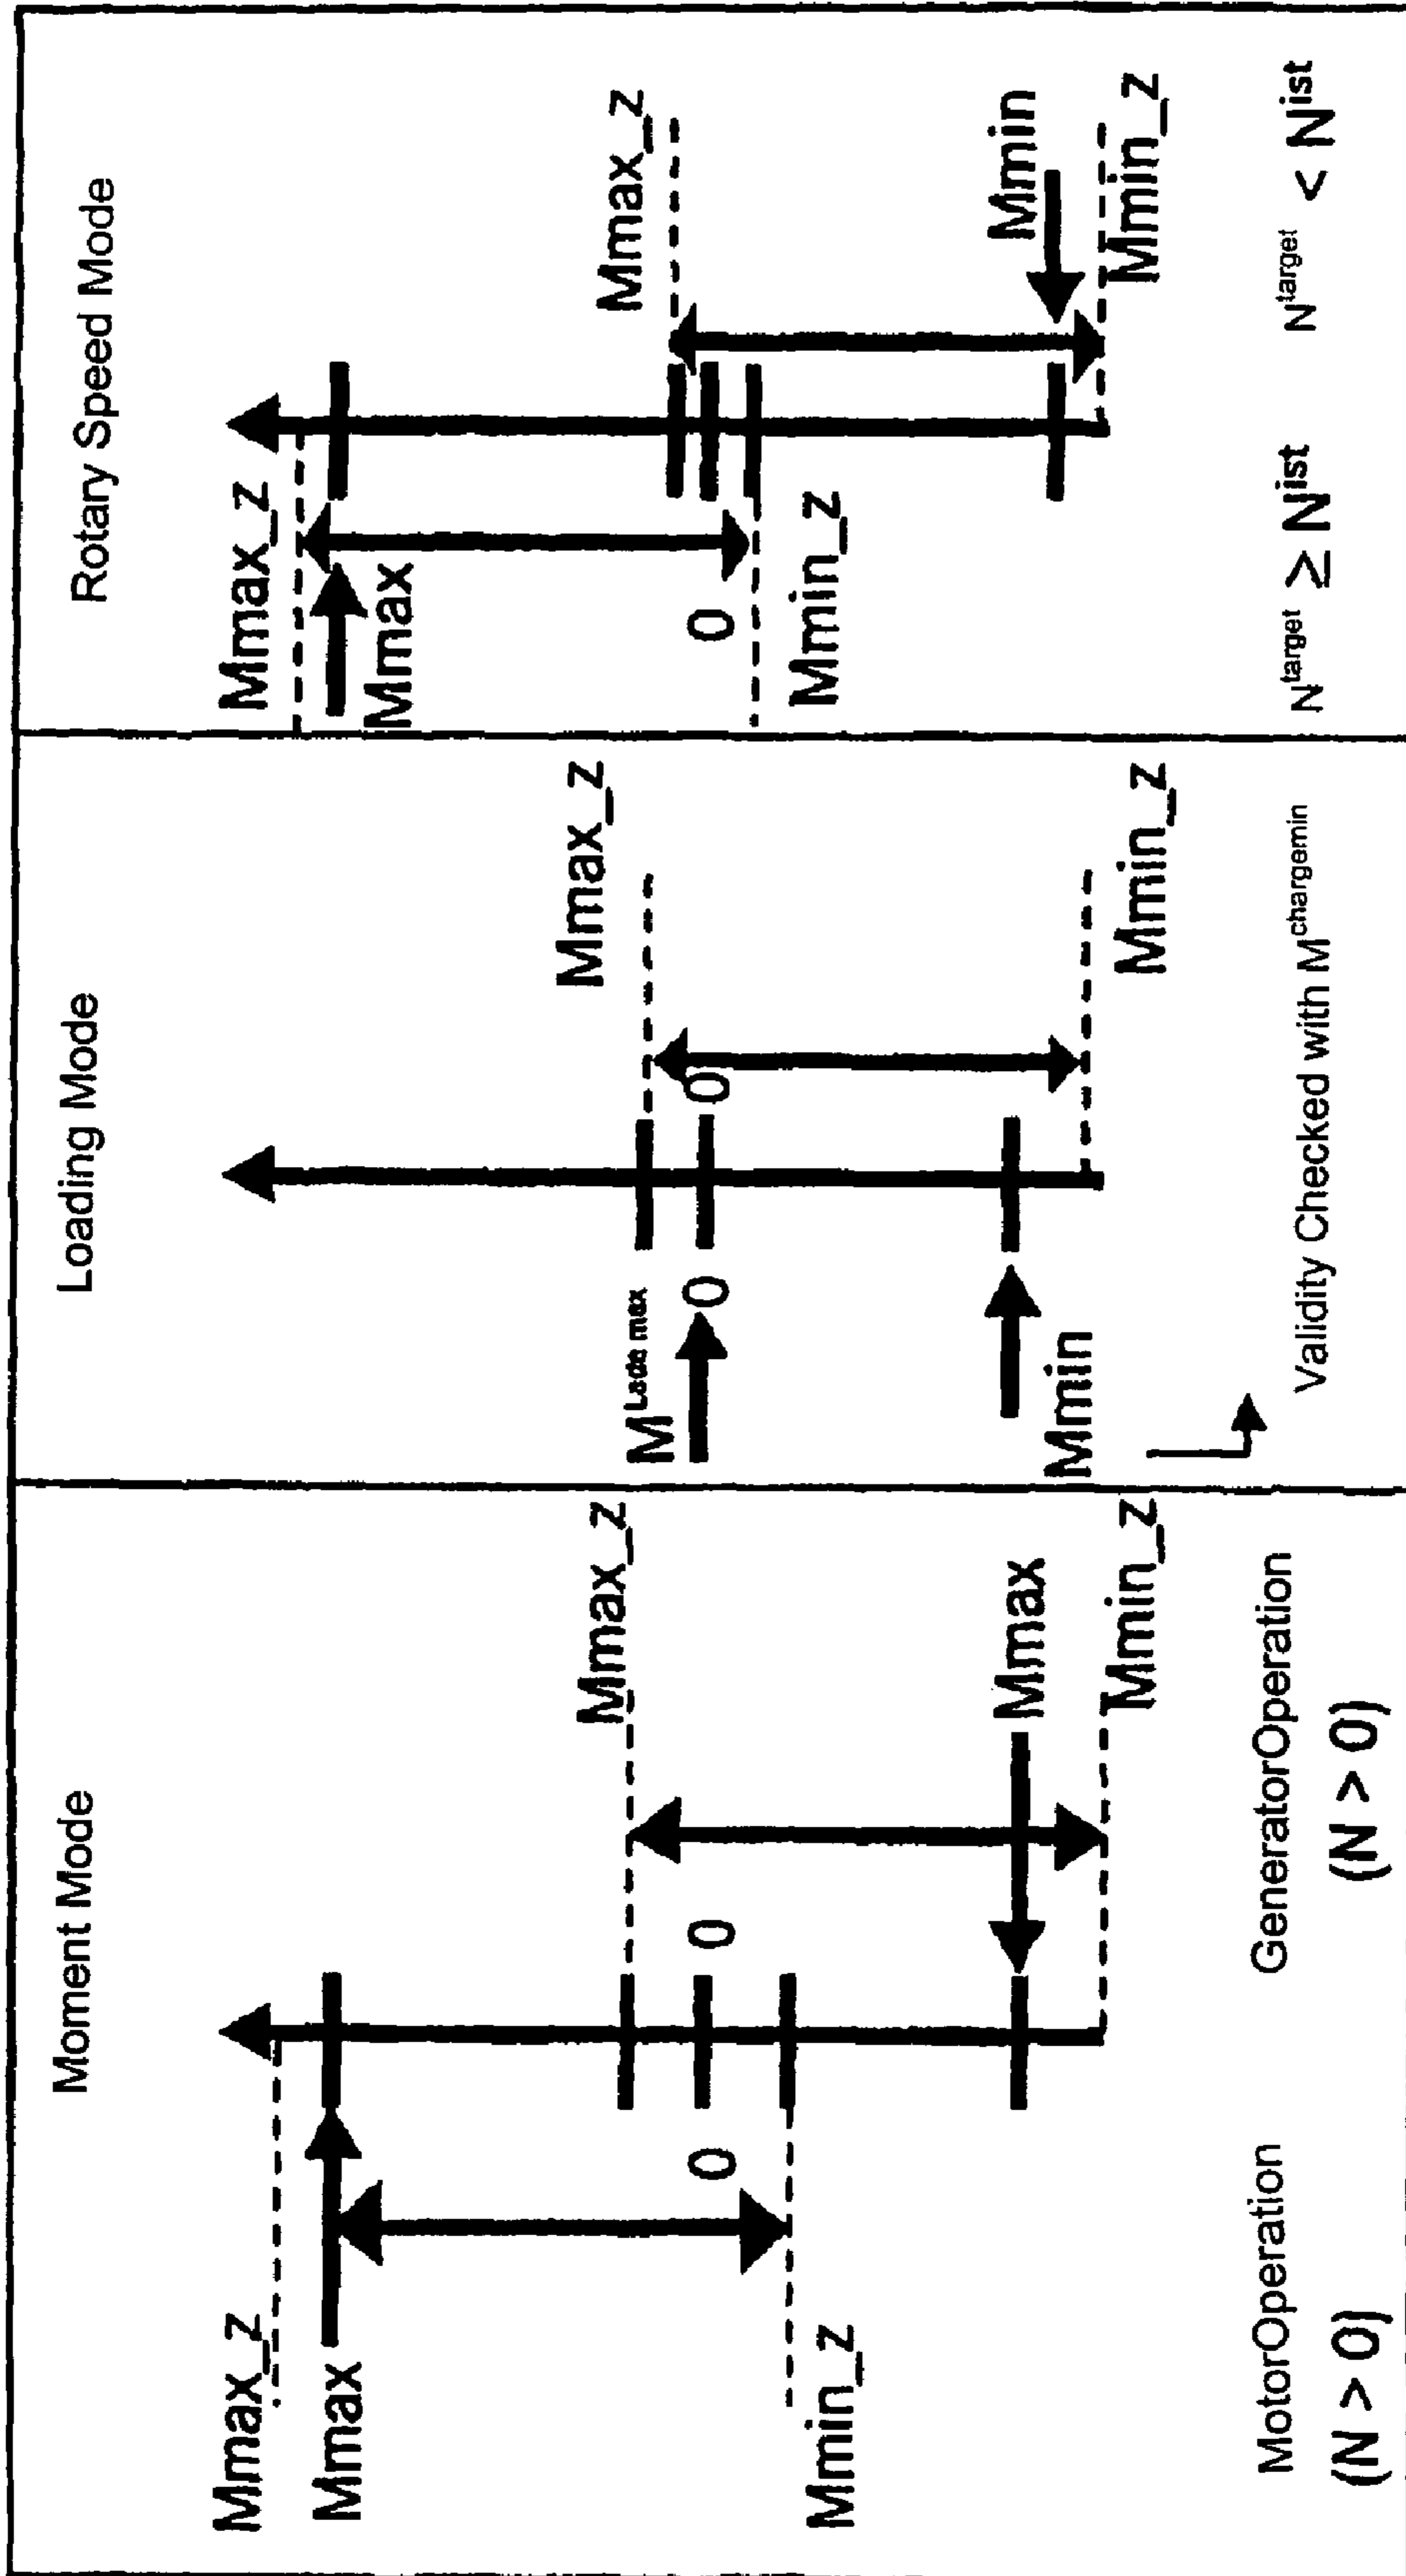 Moment Mode
Mmax_z
Mmax
0
0
Mmin_z
Mmax_z
Mmax
Mmin_z
MotorOperation
(N > 0)
GeneratorOperation
(N > 0)
Loading Mode
Mmax_z
M^Lade max
0
0
Mmin
Mmin_z
Validity Checked with M^chargemin
Rotary Speed Mode
Mmax_z
Mmax
0
Mmin_z
Mmax_z
Mmin
Mmin_z
N^target ≥ N^ist
N^target < N^ist